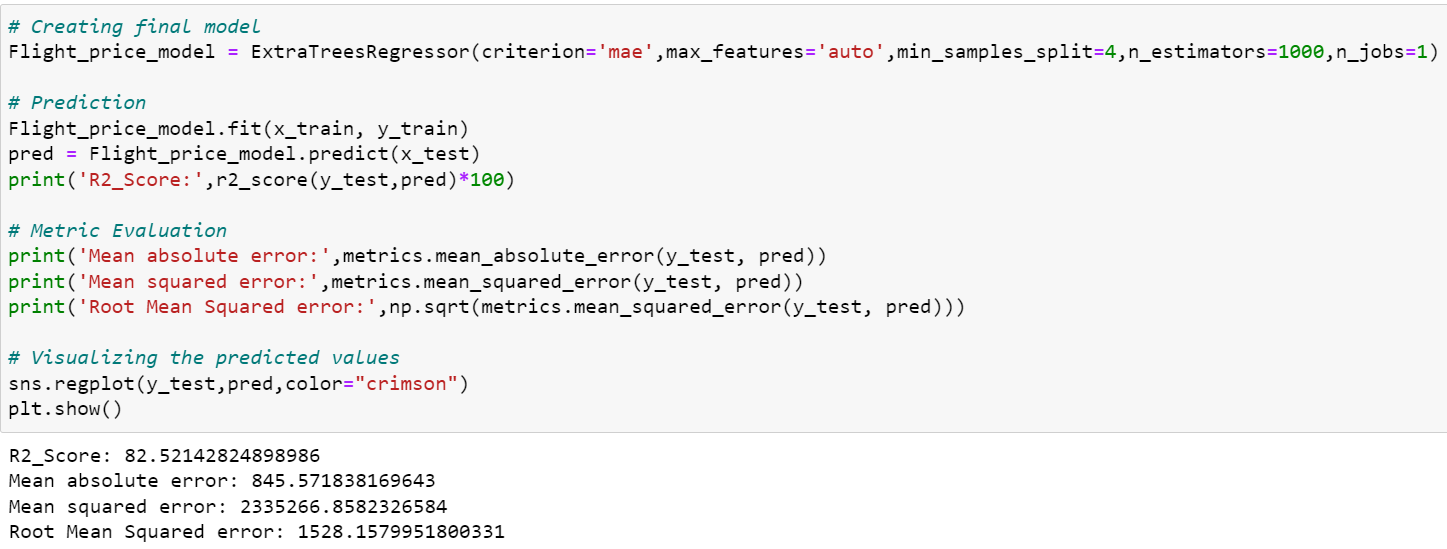 # Creating final model
Flight_price_model = ExtraTreesRegressor(criterion='mae',max_features='auto',min_samples_split=4,n_estimators=1000,n_jobs=1)
# Prediction
Flight_price_model.fit(x_train, y_train)
pred = Flight_price_model.predict(x_test)
print('R2_Score:',r2_score(y_test,pred)*100)
# Metric Evaluation
print('Mean absolute error:',metrics.mean_absolute_error(y_test, pred))
print('Mean squared error:',metrics.mean_squared_error(y_test, pred))
print('Root Mean Squared error:',np.sqrt(metrics.mean_squared_error(y_test, pred)))
# Visualizing the predicted values
sns.regplot(y_test,pred,color="crimson")
plt.show()
R2_Score: 82.52142824898986
Mean absolute error: 845.571838169643
Mean squared error: 2335266.8582326584
Root Mean Squared error: 1528.1579951800331